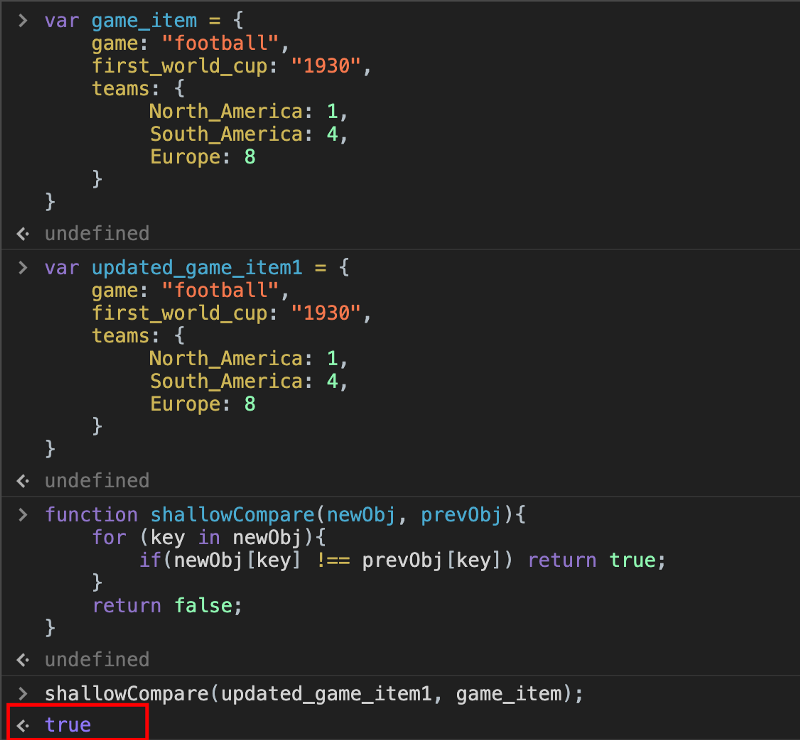 > var game_item = {
game: "football",
first_world_cup: "1930",
teams: {
North_America: 1,
South_America: 4,
Europe: 8
}
}
undefined
> var updated_game_item1 = {
game: "football",
first_world_cup: "1930",
teams: {
North_America: 1,
South_America: 4,
Europe: 8
}
}
undefined
> function shallowCompare(newObj, prevObj){
for (key in newObj){
if(newObj[key] !== prevObj[key]) return true;
}
return false;
}
undefined
> shallowCompare(updated_game_item1, game_item);
true